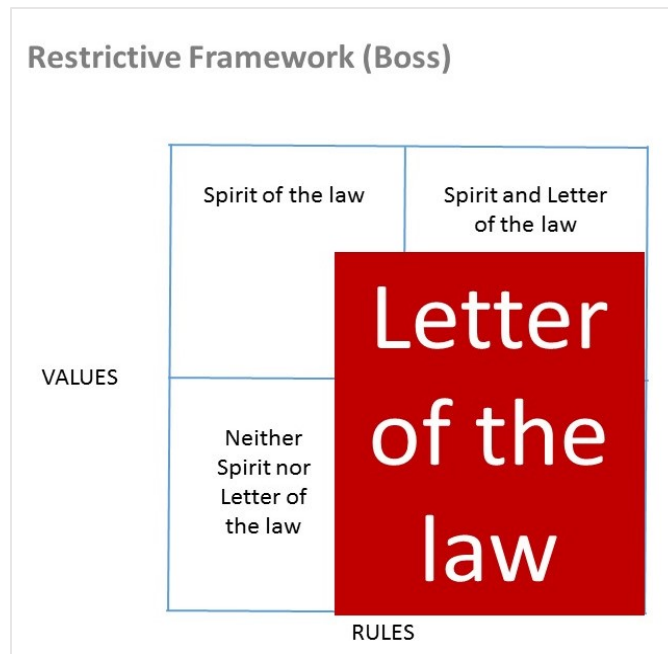 Restrictive Framework (Boss)
Spirit of the law
Spirit and Letter
of the law
VALUES
Neither
Spirit nor
Letter of
the law
Letter
of the
law
RULES